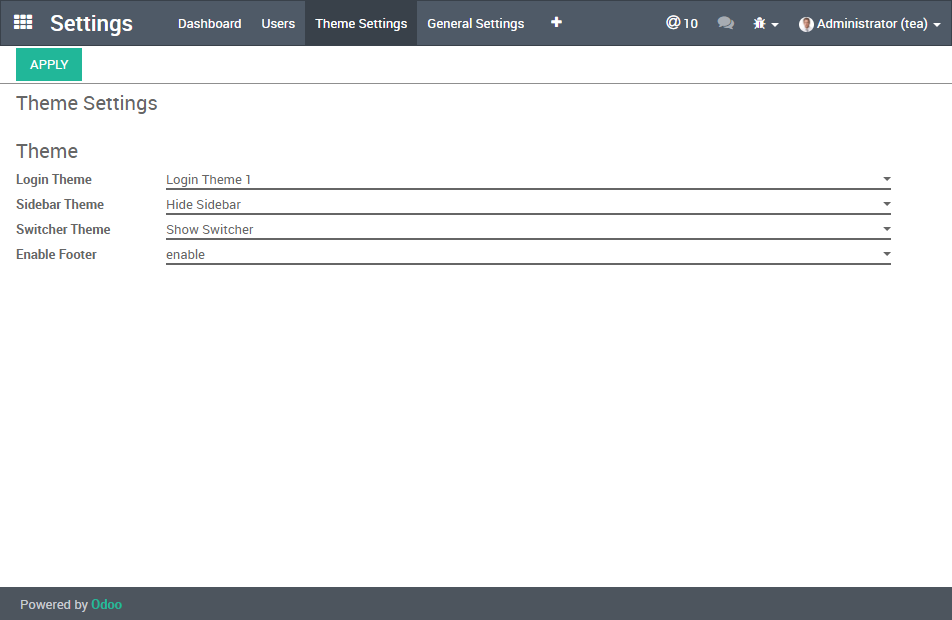 Settings Dashboard Users Theme Settings General Settings @ 10 Administrator (tea)
APPLY
Theme Settings
Theme
Login Theme Login Theme 1
Sidebar Theme Hide Sidebar
Switcher Theme Show Switcher
Enable Footer enable
Powered by Odoo